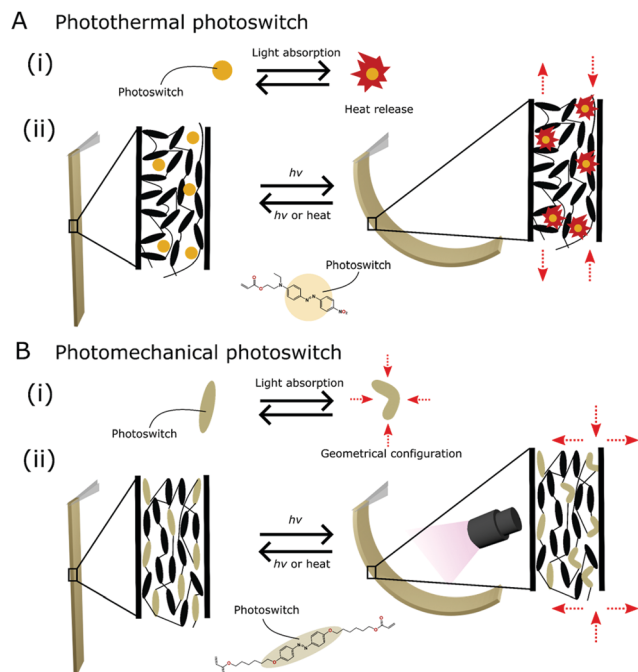 A Photothermal photoswitch
(i)
Light absorption
Photoswitch
Heat release
(ii)
hν
hν or heat
Photoswitch
O
O
N
N
N
NO₂
B Photomechanical photoswitch
(i)
Light absorption
Photoswitch
Geometrical configuration
(ii)
hν
hν or heat
Photoswitch
O
O
O
N
N
O
O
O